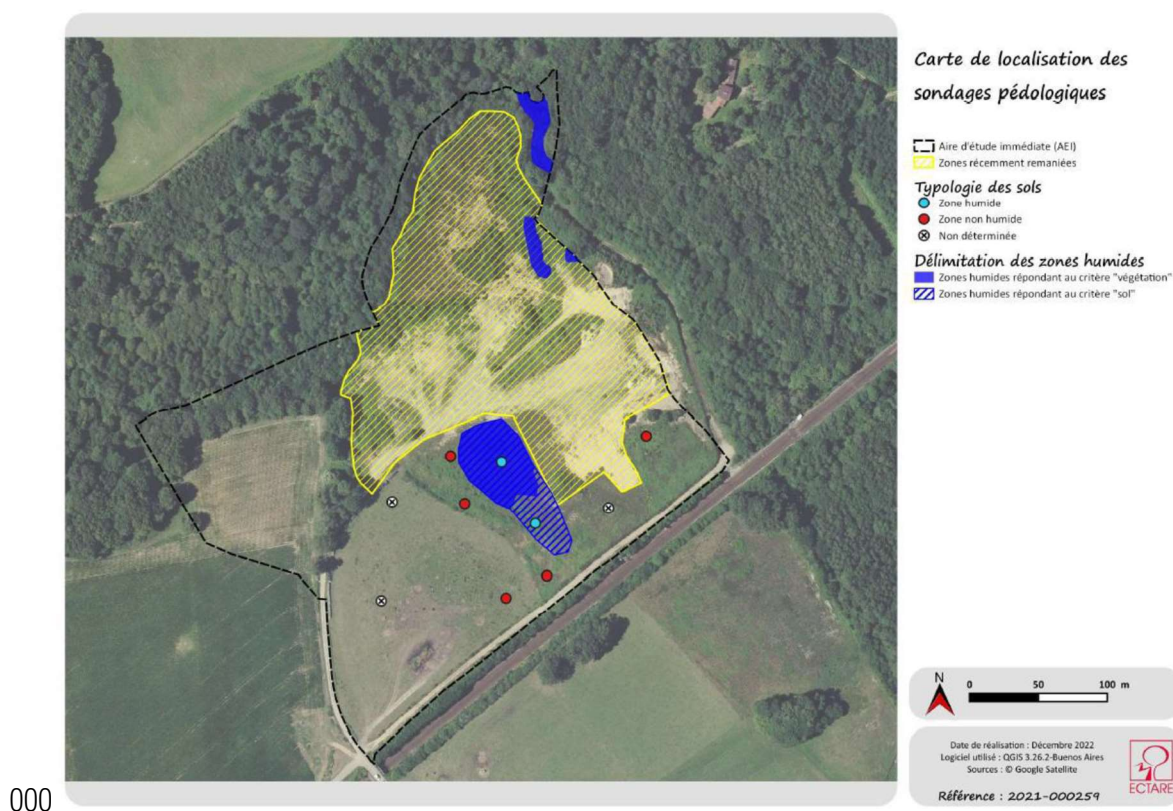 Carte de localisation des
sondages pédologiques
Aire d'étude immédiate (AEI)
Zones récemment remaniées
Typologie des sols
Zone humide
Zone non humide
Non déterminée
Délimitation des zones humides
Zones humides répondant au critère "végétation"
Zones humides répondant au critère "sol"
N
0 50 100 m
Date de réalisation : Décembre 2022
Logiciel utilisé : QGIS 3.26.2-Buenos Aires
Sources : © Google Satellite
Référence : 2021-000259
ECTARE
000